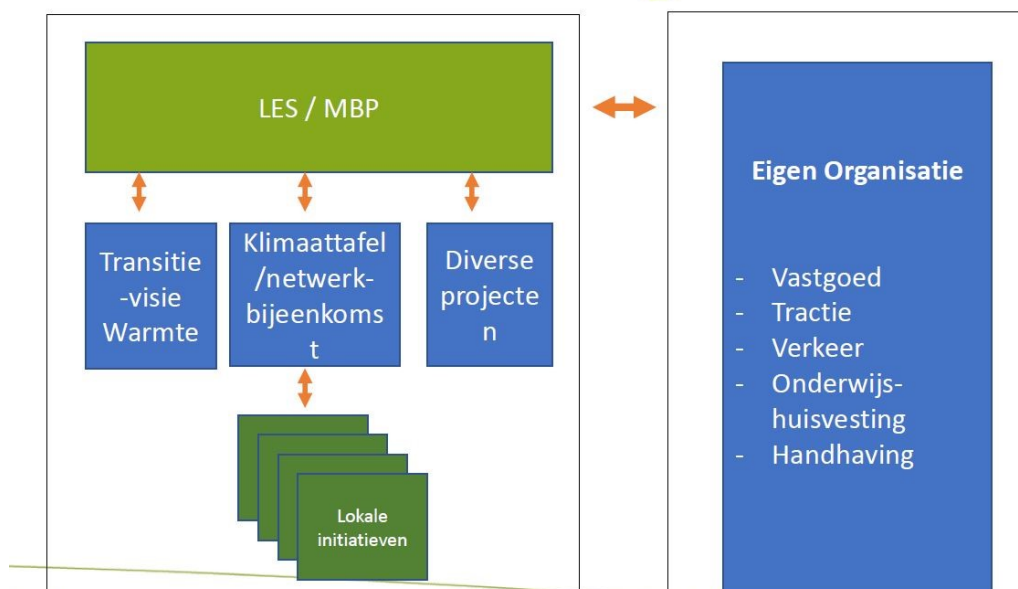 LES / MBP
Transitie
-visie
Warmte
Klimaattafel
/netwerk-
bijeenkoms
t
Diverse
projecte
n
Lokale
initiatieven
Eigen Organisatie
- Vastgoed
- Tractie
- Verkeer
- Onderwijs-
huisvesting
- Handhaving